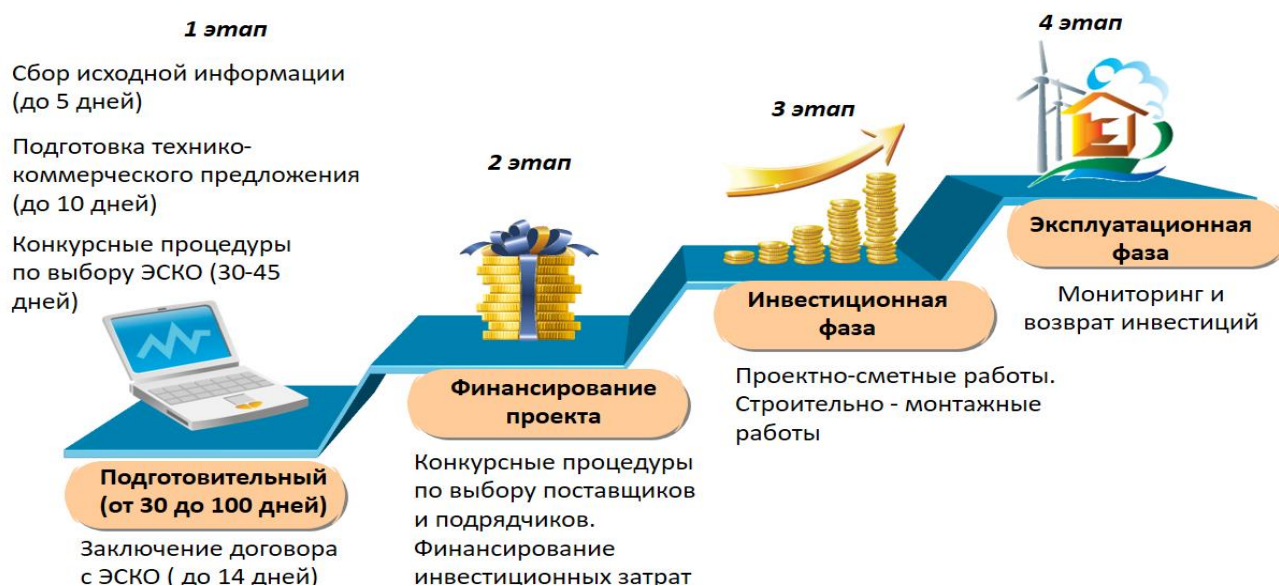 1 этап
Сбор исходной информации
(до 5 дней)
Подготовка технико-
коммерческого предложения
(до 10 дней)
Конкурсные процедуры
по выбору ЭСКО (30-45
дней)
Подготовительный
(от 30 до 100 дней)
Заключение договора
с ЭСКО ( до 14 дней)
2 этап
Финансирование
проекта
Конкурсные процедуры
по выбору поставщиков
и подрядчиков.
Финансирование
инвестиционных затрат
3 этап
Инвестиционная
фаза
Проектно-сметные работы.
Строительно - монтажные
работы
4 этап
Эксплуатационная
фаза
Мониторинг и
возврат инвестиций